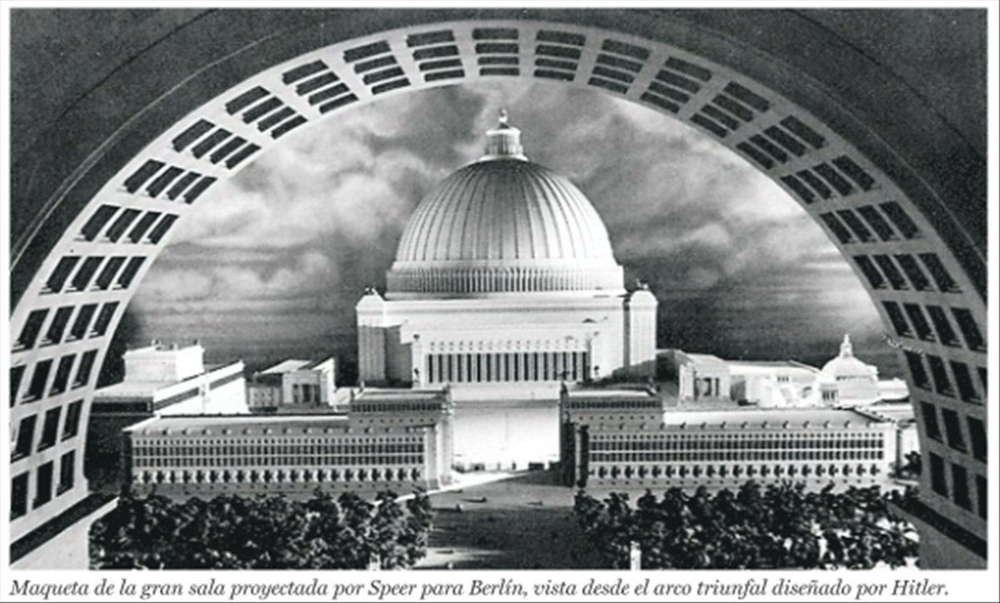 Maqueta de la gran sala proyectada por Speer para Berlín, vista desde el arco triunfal diseñado por Hitler.